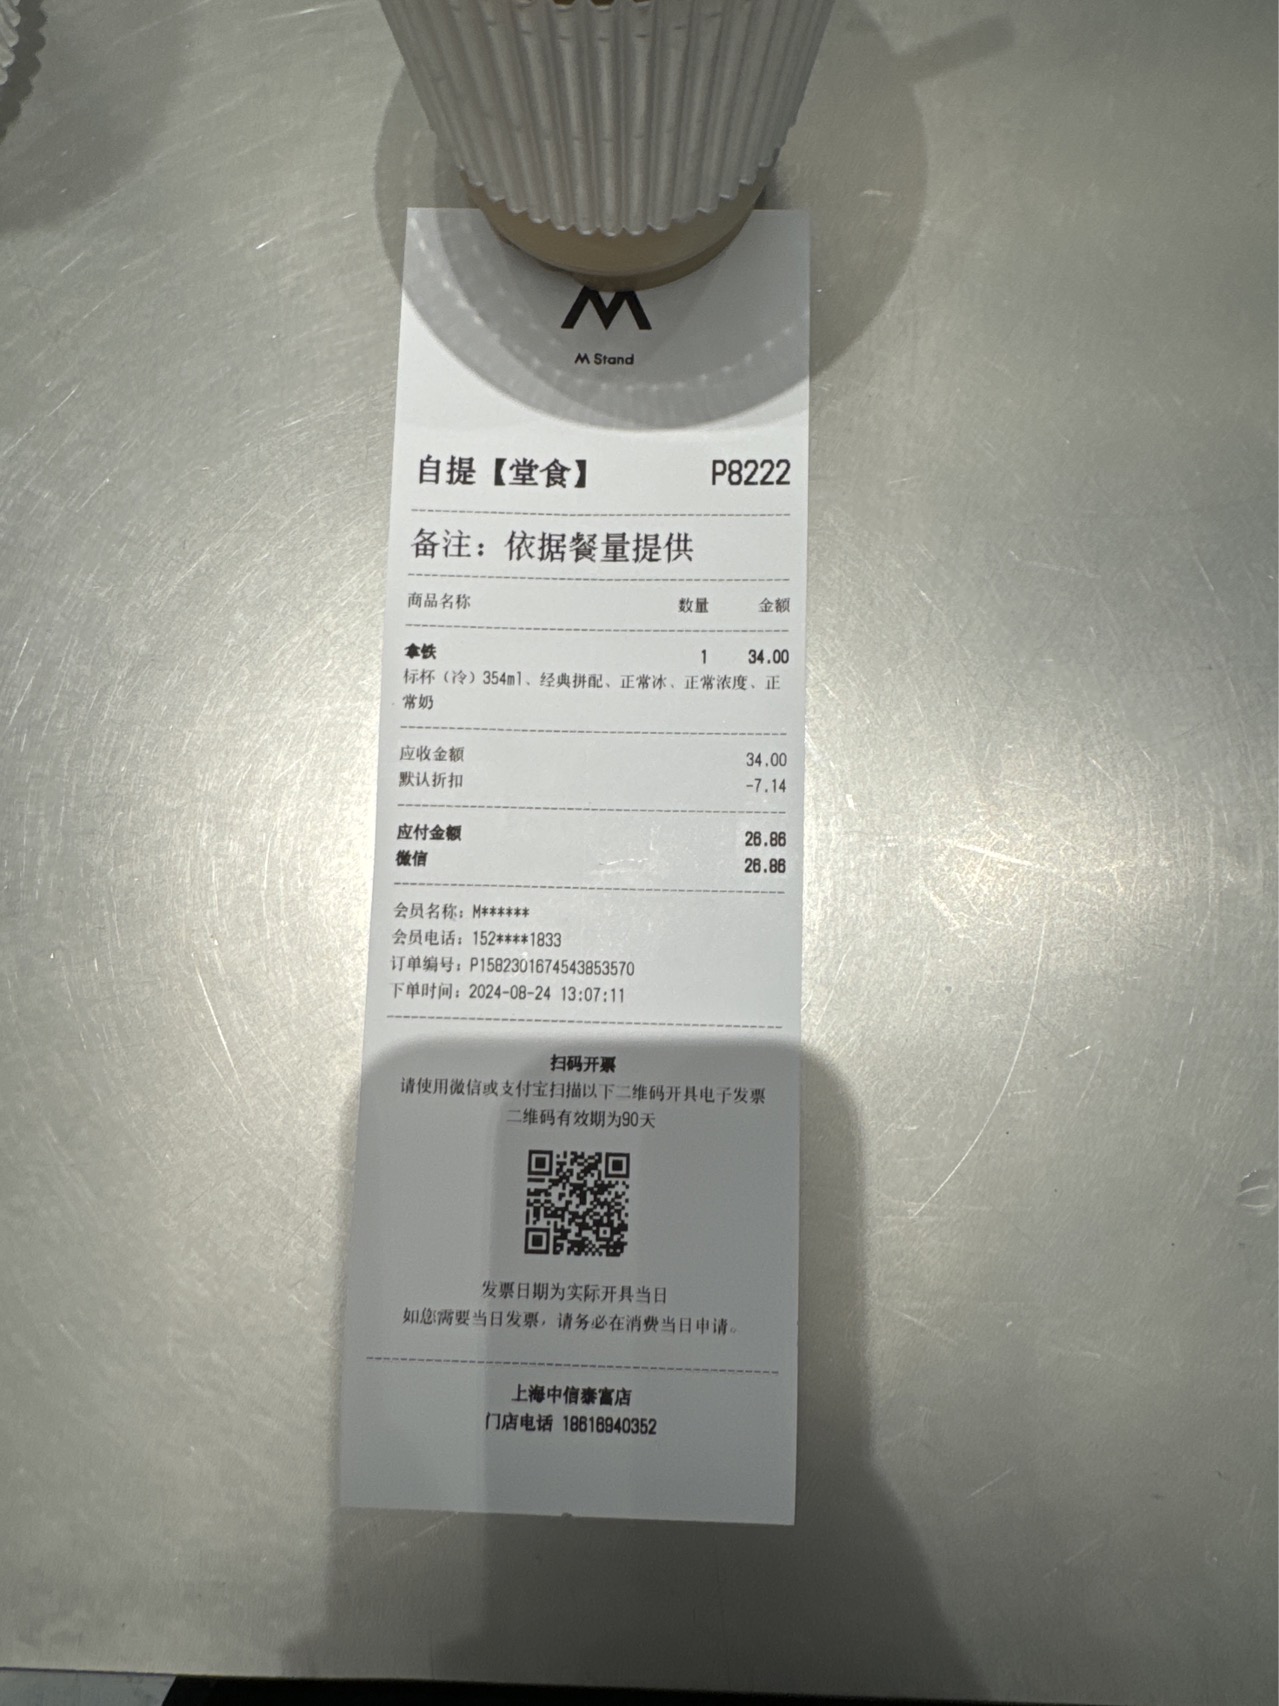 M Stand
自提【堂食】 P8222
备注：依据餐量提供
商品名称 数量 金额
拿铁 1 34.00
标杯（冷）354ml、经典拼配、正常冰、正常浓度、正
常奶
应收金额 34.00
默认折扣 -7.14
应付金额 26.86
微信 26.86
会员名称：M******
会员电话：152****1833
订单编号：P1582301674543853570
下单时间：2024-08-24 13:07:11
扫码开票
请使用微信或支付宝扫描以下二维码开具电子发票
二维码有效期为90天
发票日期为实际开具当日
如您需要当日发票，请务必在消费当日申请。
上海中信泰富店
门店电话 18616940352